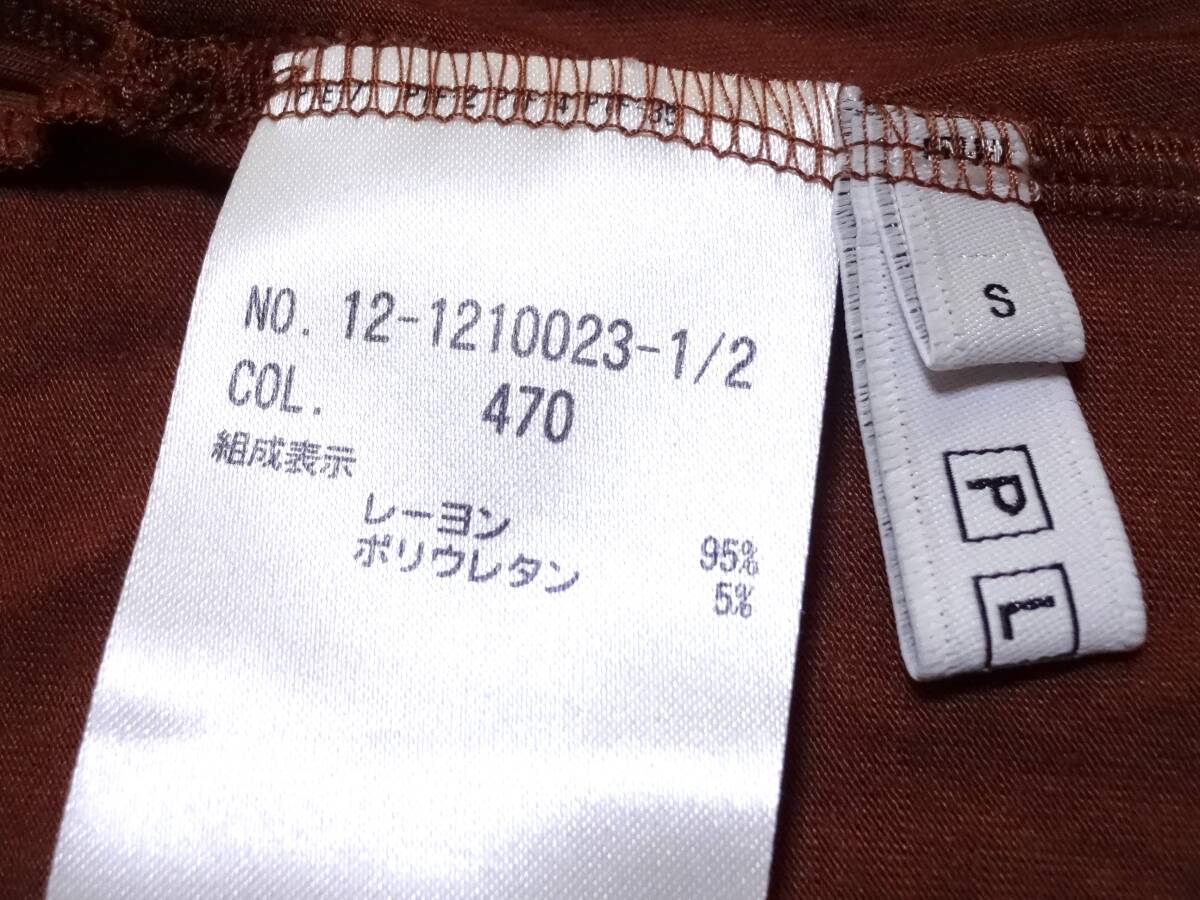 NO. 12-1210023-1/2
COL. 470
組成表示
レーヨン 95%
ポリウレタン 5%
S
P
L